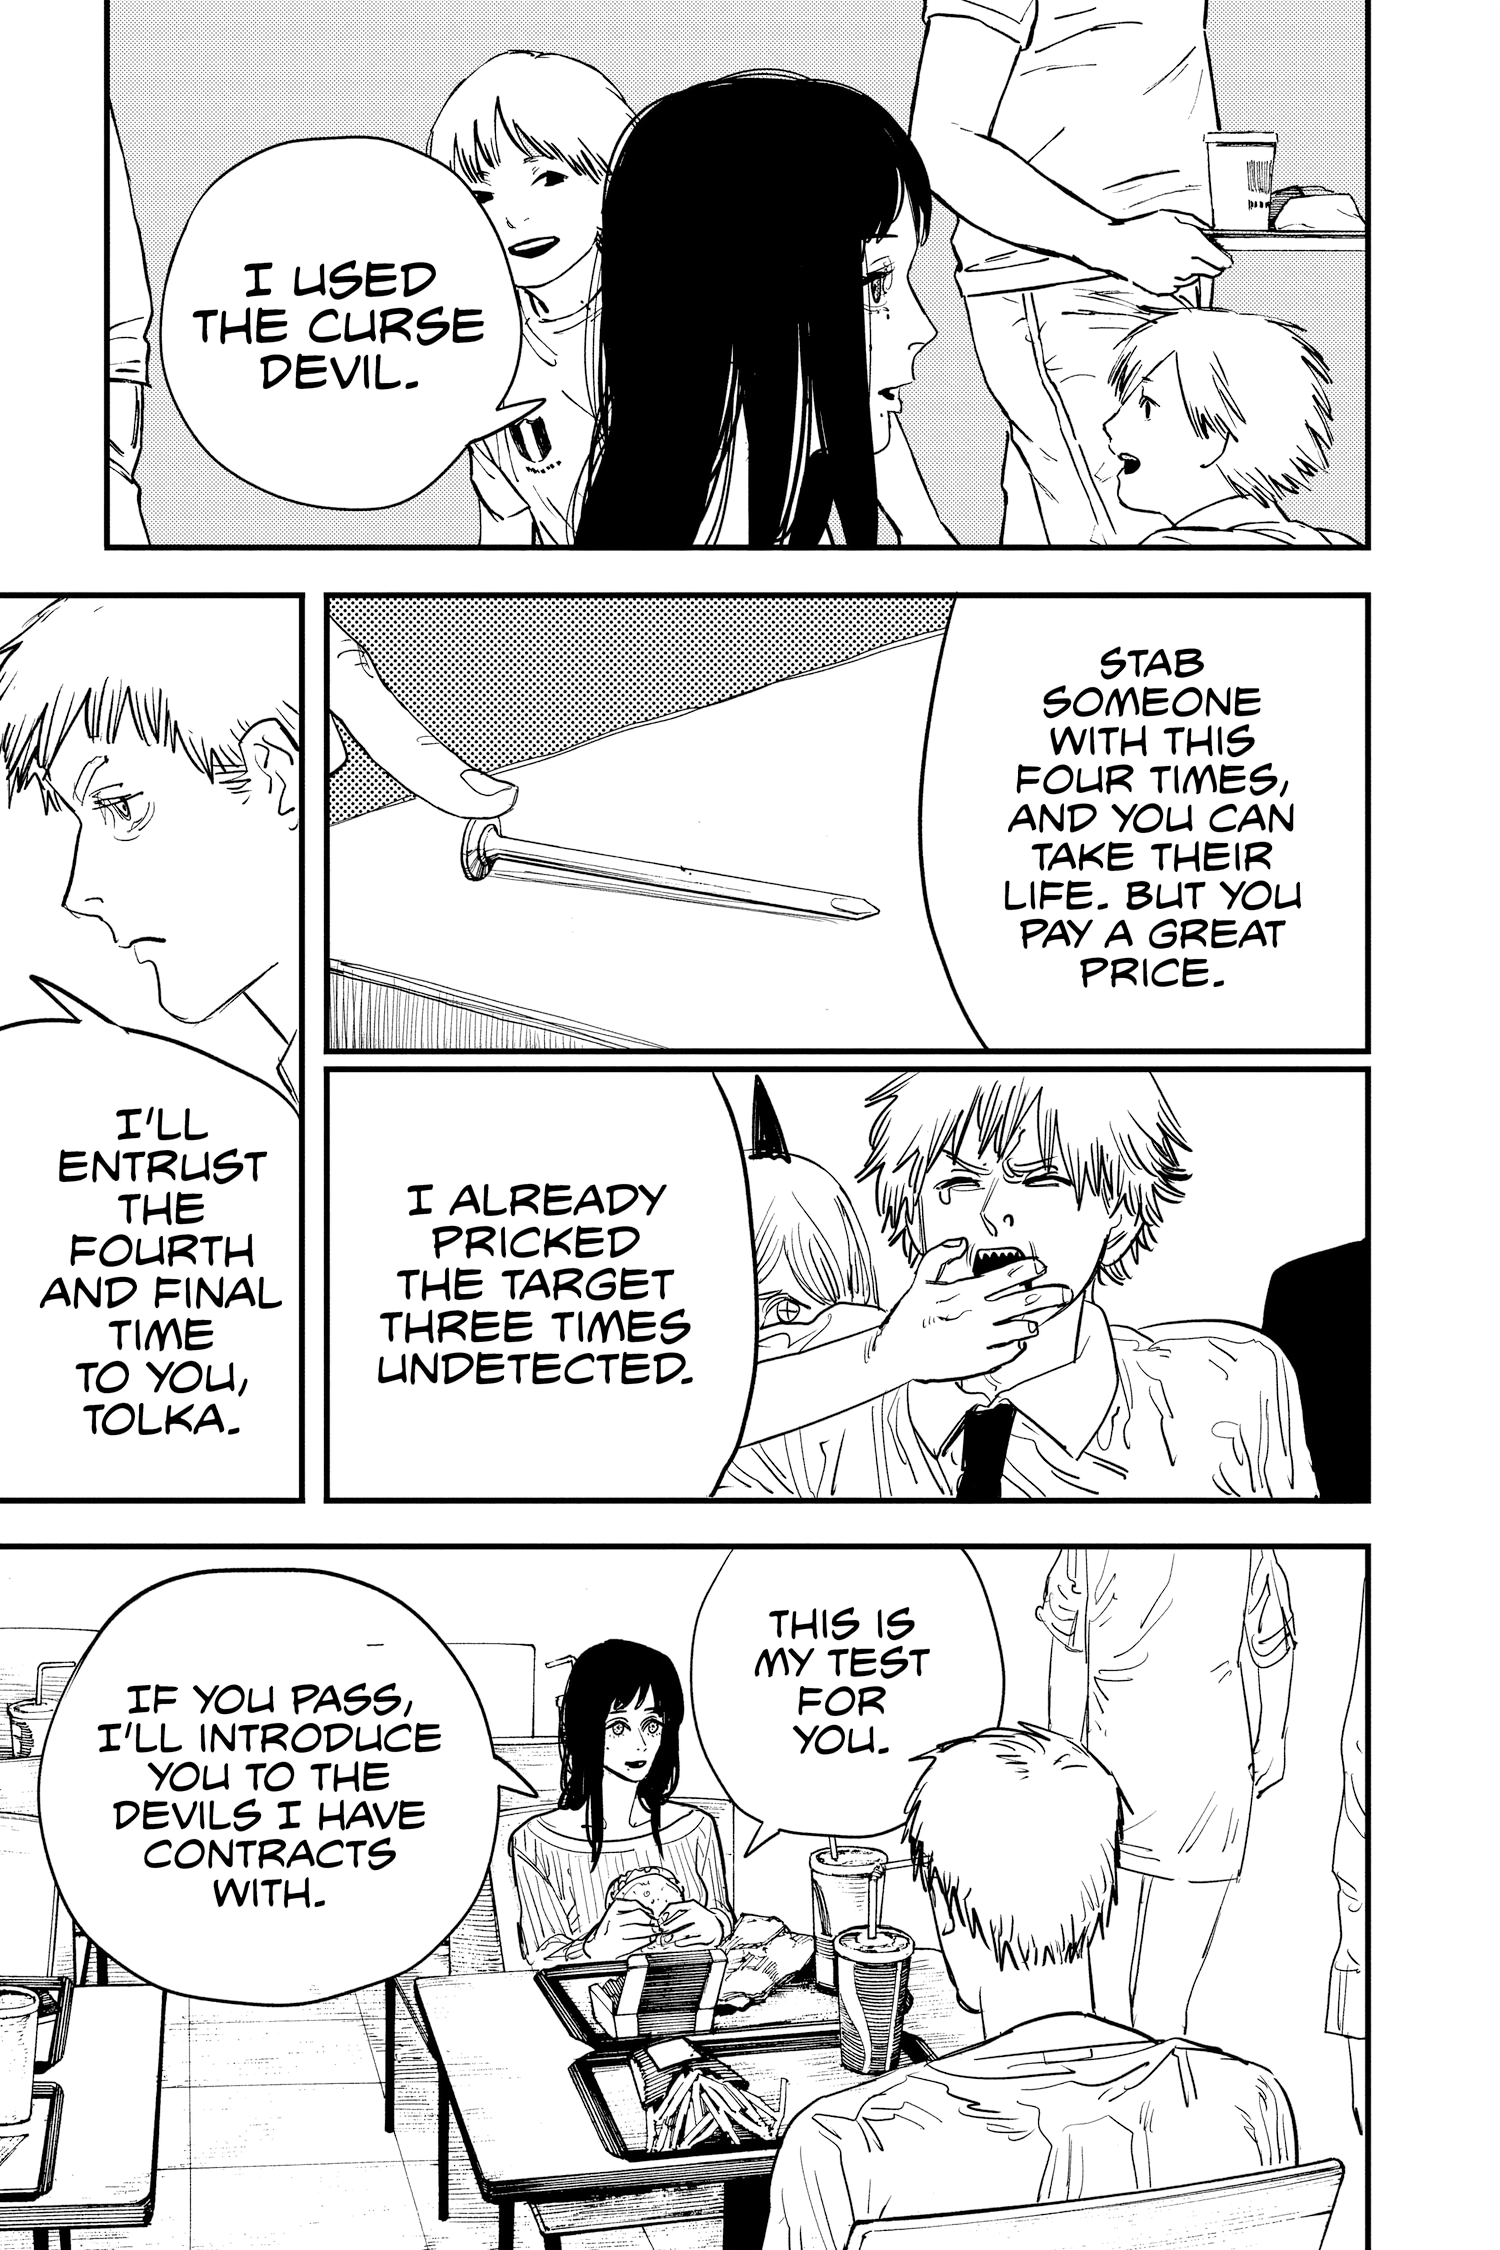 I USED
THE CURSE
DEVIL.
STAB
SOMEONE
WITH THIS
FOUR TIMES,
AND YOU CAN
TAKE THEIR
LIFE. BUT YOU
PAY A GREAT
PRICE.
I ALREADY
PRICKED
THE TARGET
THREE TIMES
UNDETECTED.
I'LL
ENTRUST
THE
FOURTH
AND FINAL
TIME
TO YOU,
TOLKA.
THIS IS
MY TEST
FOR
YOU.
IF YOU PASS,
I'LL INTRODUCE
YOU TO THE
DEVILS I HAVE
CONTRACTS
WITH.